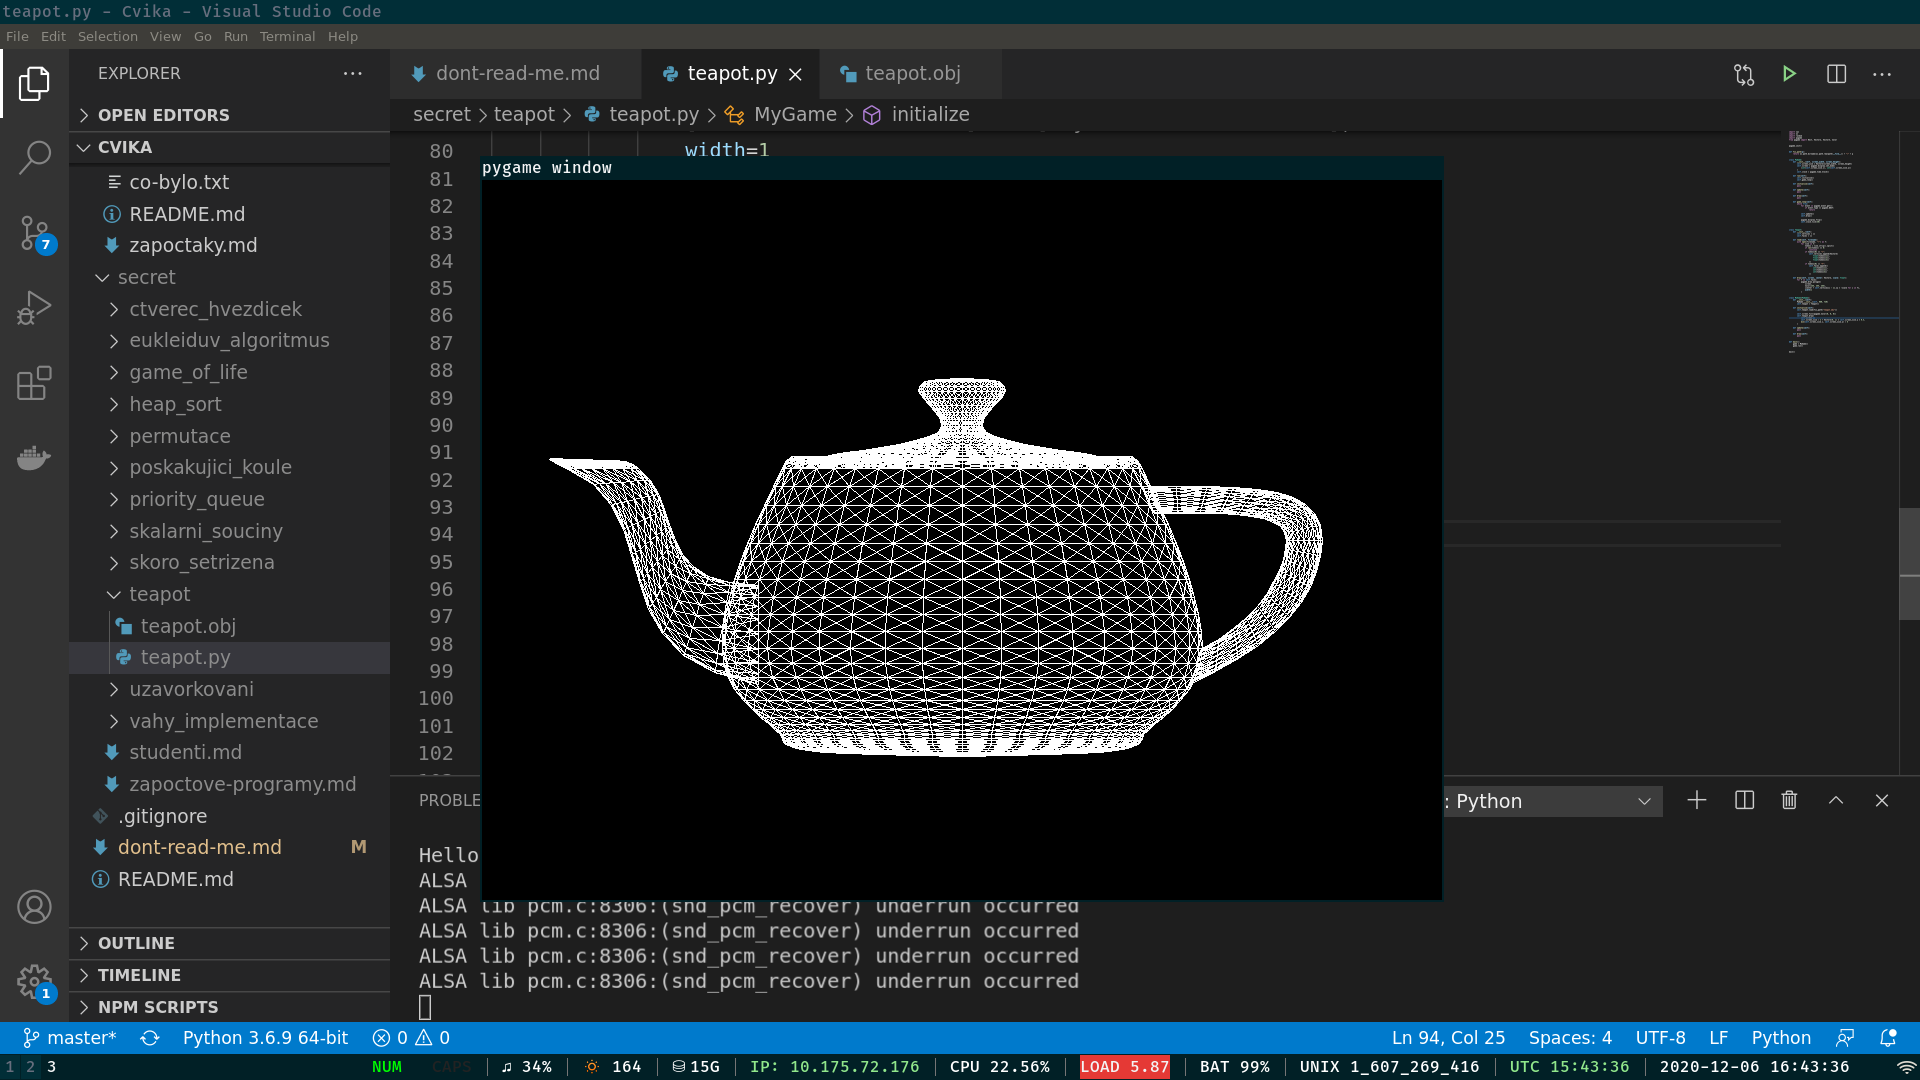 teapot.py - Cvika - Visual Studio Code
File Edit Selection View Go Run Terminal Help
EXPLORER
OPEN EDITORS
CVIKA
co-bylo.txt
README.md
zapoctaky.md
secret
ctverec_hvezdicek
eukleiduv_algoritmus
game_of_life
heap_sort
permutace
poskakujici_koule
priority_queue
skalarni_souciny
skoro_setrizena
teapot
teapot.obj
teapot.py
uzavorkovani
vahy_implementace
studenti.md
zapoctove-programy.md
.gitignore
dont-read-me.md M
README.md
OUTLINE
TIMELINE
NPM SCRIPTS
7
1
dont-read-me.md teapot.py teapot.obj
secret > teapot > teapot.py > MyGame > initialize
80 width=1
81
82
83
84
85
86
87
88
89
90
91
92
93
94
95
96
97
98
99
100
101
102
pygame window
PROBLE
: Python
Hello
ALSA
ALSA lib pcm.c:8306:(snd_pcm_recover) underrun occurred
ALSA lib pcm.c:8306:(snd_pcm_recover) underrun occurred
ALSA lib pcm.c:8306:(snd_pcm_recover) underrun occurred
ALSA lib pcm.c:8306:(snd_pcm_recover) underrun occurred
master* Python 3.6.9 64-bit 0 0 Ln 94, Col 25 Spaces: 4 UTF-8 LF Python
1 2 3 NUM CAPS ♫ 34% 164 15G IP: 10.175.72.176 CPU 22.56% LOAD 5.87 BAT 99% UNIX 1_607_269_416 UTC 15:43:36 2020-12-06 16:43:36